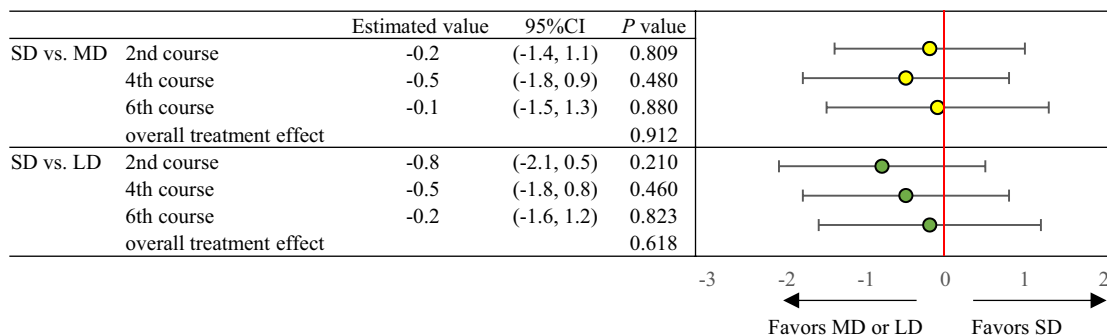 Estimated value 95%CI P value
SD vs. MD 2nd course -0.2 (-1.4, 1.1) 0.809
4th course -0.5 (-1.8, 0.9) 0.480
6th course -0.1 (-1.5, 1.3) 0.880
overall treatment effect 0.912
SD vs. LD 2nd course -0.8 (-2.1, 0.5) 0.210
4th course -0.5 (-1.8, 0.8) 0.460
6th course -0.2 (-1.6, 1.2) 0.823
overall treatment effect 0.618
-3 -2 -1 0 1 2
Favors MD or LD Favors SD